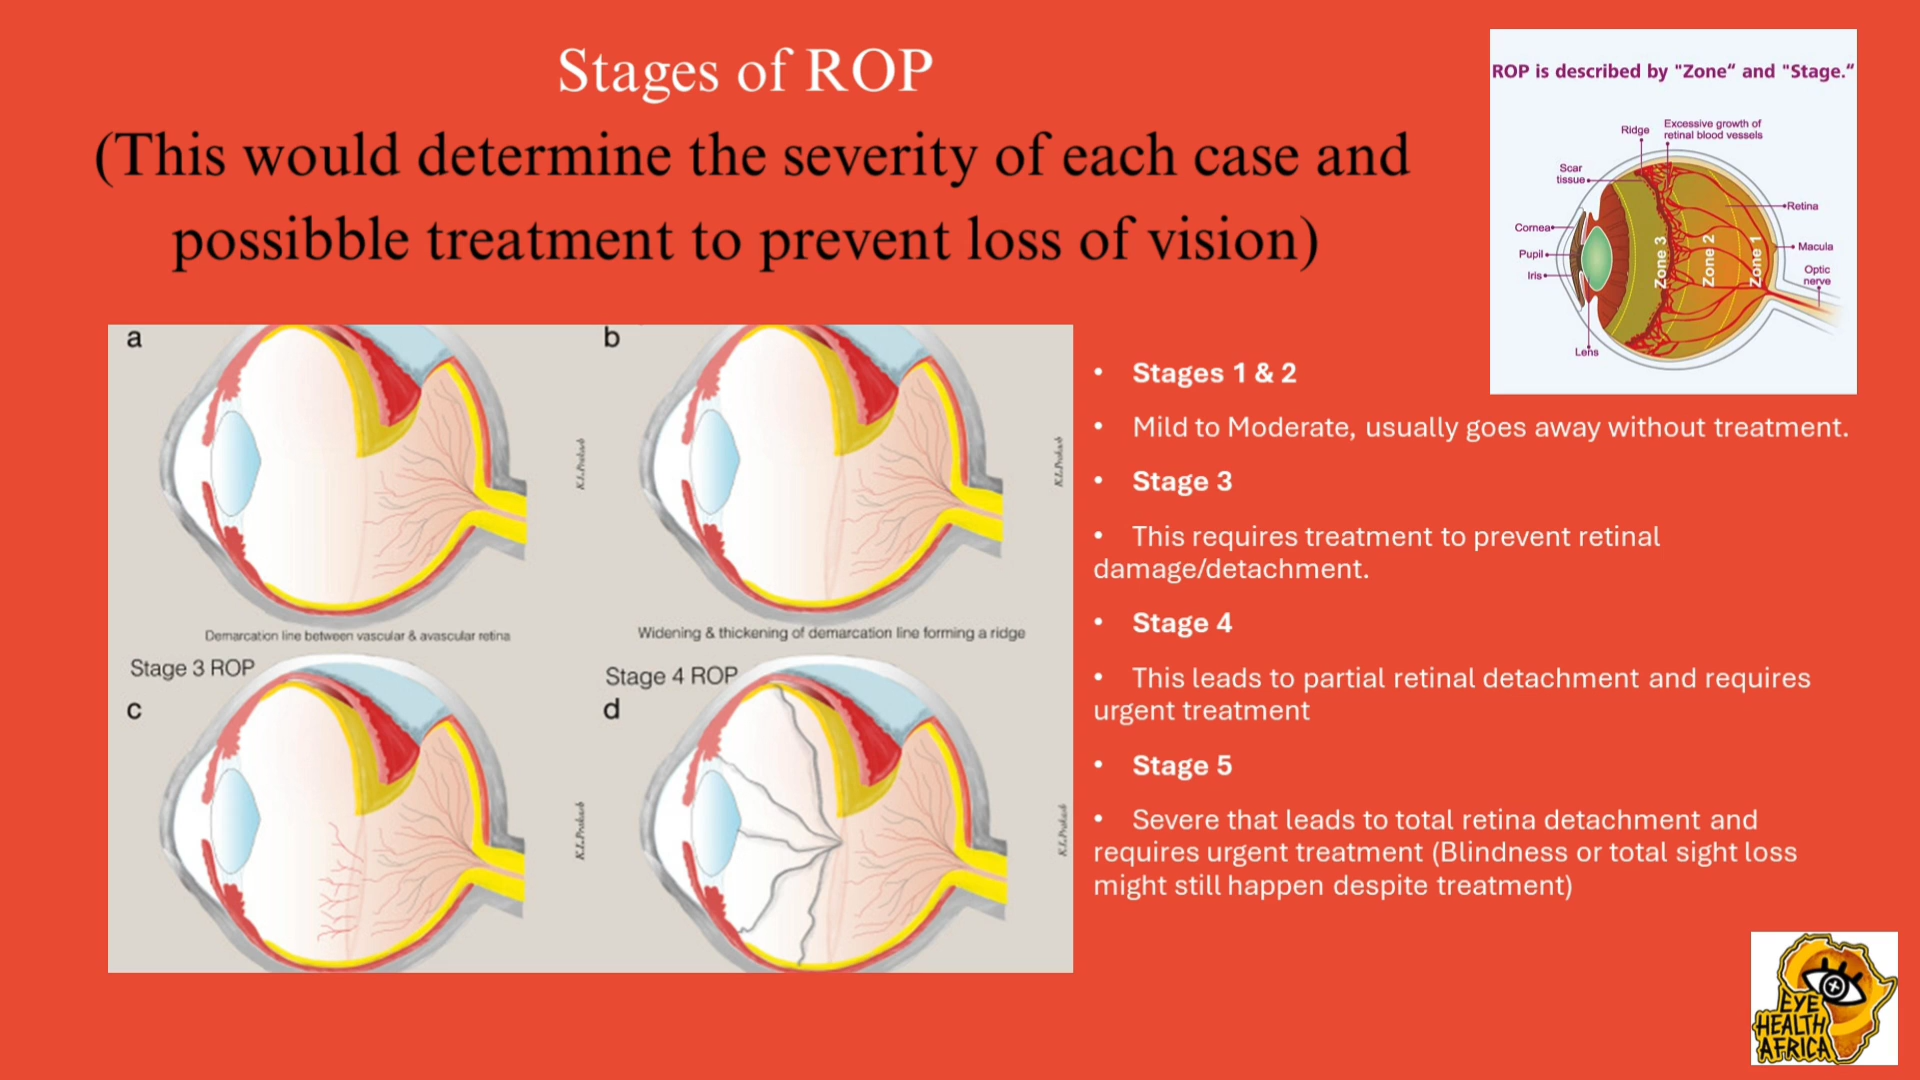 Stages of ROP
(This would determine the severity of each case and
possibble treatment to prevent loss of vision)
ROP is described by "Zone“ and "Stage.“
Ridge
Excessive growth of
retinal blood vessels
Scar
tissue
Retina
Cornea
Macula
Pupil
Iris
Optic
nerve
Zone 3
Zone 2
Zone 1
Lens
a
b
K.L.Prakash
K.L.Prakash
Demarcation line between vascular & avascular retina
Widening & thickening of demarcation line forming a ridge
Stage 3 ROP
Stage 4 ROP
c
d
K.L.Prakash
K.L.Prakash
• Stages 1 & 2
• Mild to Moderate, usually goes away without treatment.
• Stage 3
• This requires treatment to prevent retinal
damage/detachment.
• Stage 4
• This leads to partial retinal detachment and requires
urgent treatment
• Stage 5
• Severe that leads to total retina detachment and
requires urgent treatment (Blindness or total sight loss
might still happen despite treatment)
EYE
HEALTH
AFRICA